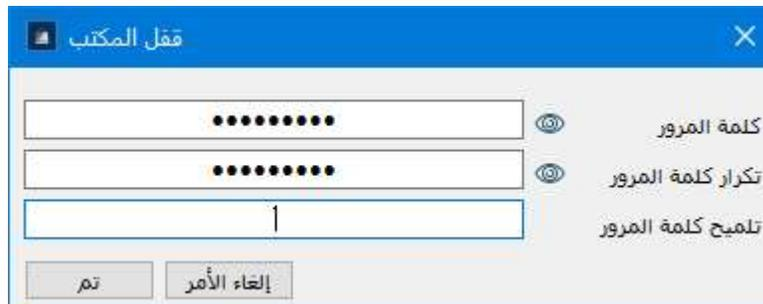 قفل المكتب
كلمة المرور •••••••••
تكرار كلمة المرور •••••••••
تلميح كلمة المرور
إلغاء الأمر تم